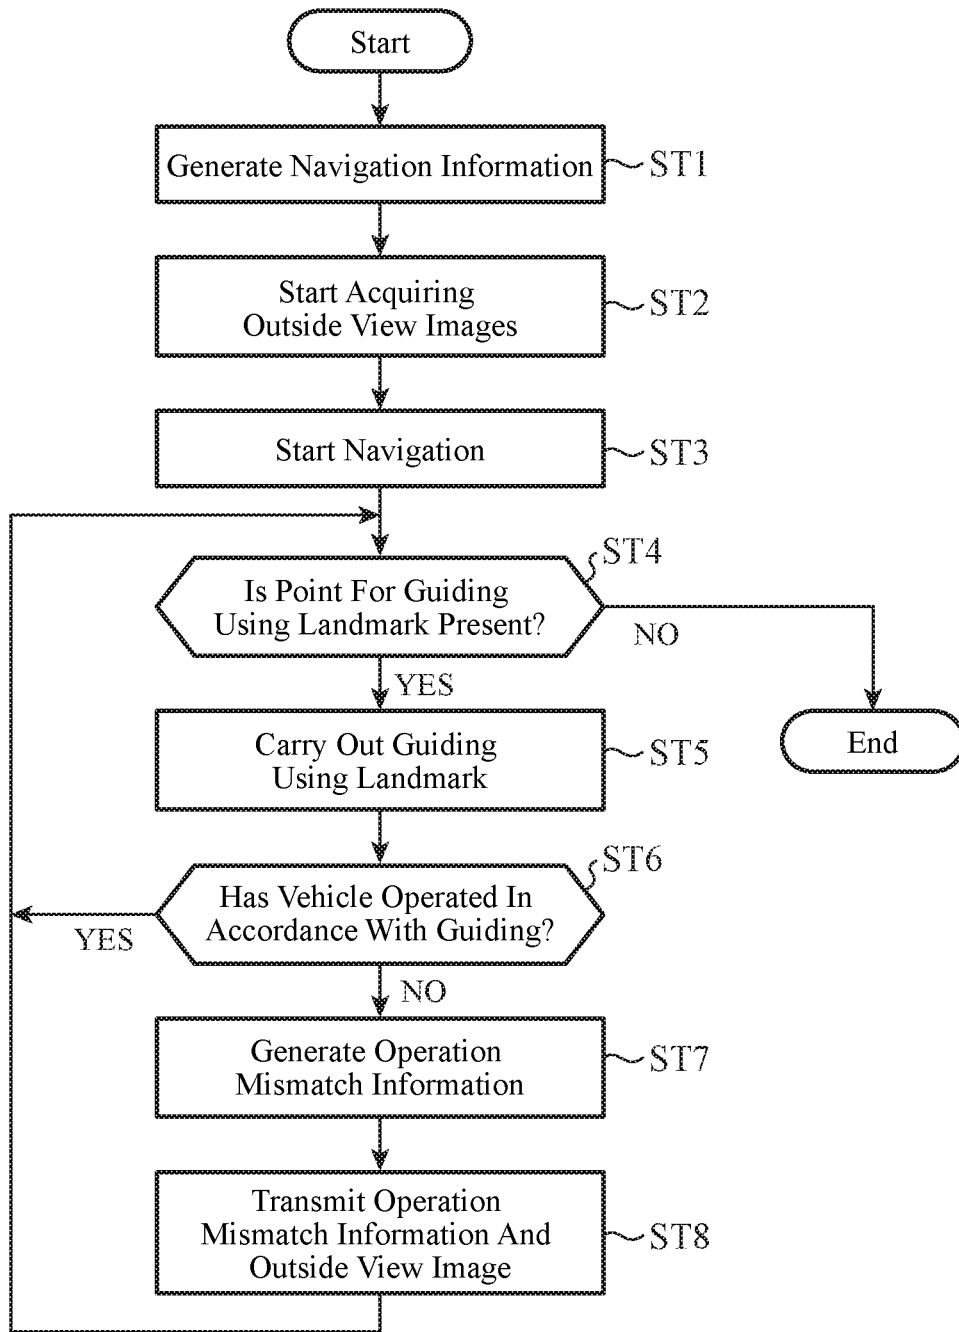 Start
Generate Navigation Information
ST1
Start Acquiring
Outside View Images
ST2
Start Navigation
ST3
ST4
Is Point For Guiding
Using Landmark Present?
NO
YES
Carry Out Guiding
Using Landmark
ST5
End
ST6
Has Vehicle Operated In
Accordance With Guiding?
YES
NO
Generate Operation
Mismatch Information
ST7
Transmit Operation
Mismatch Information And
Outside View Image
ST8